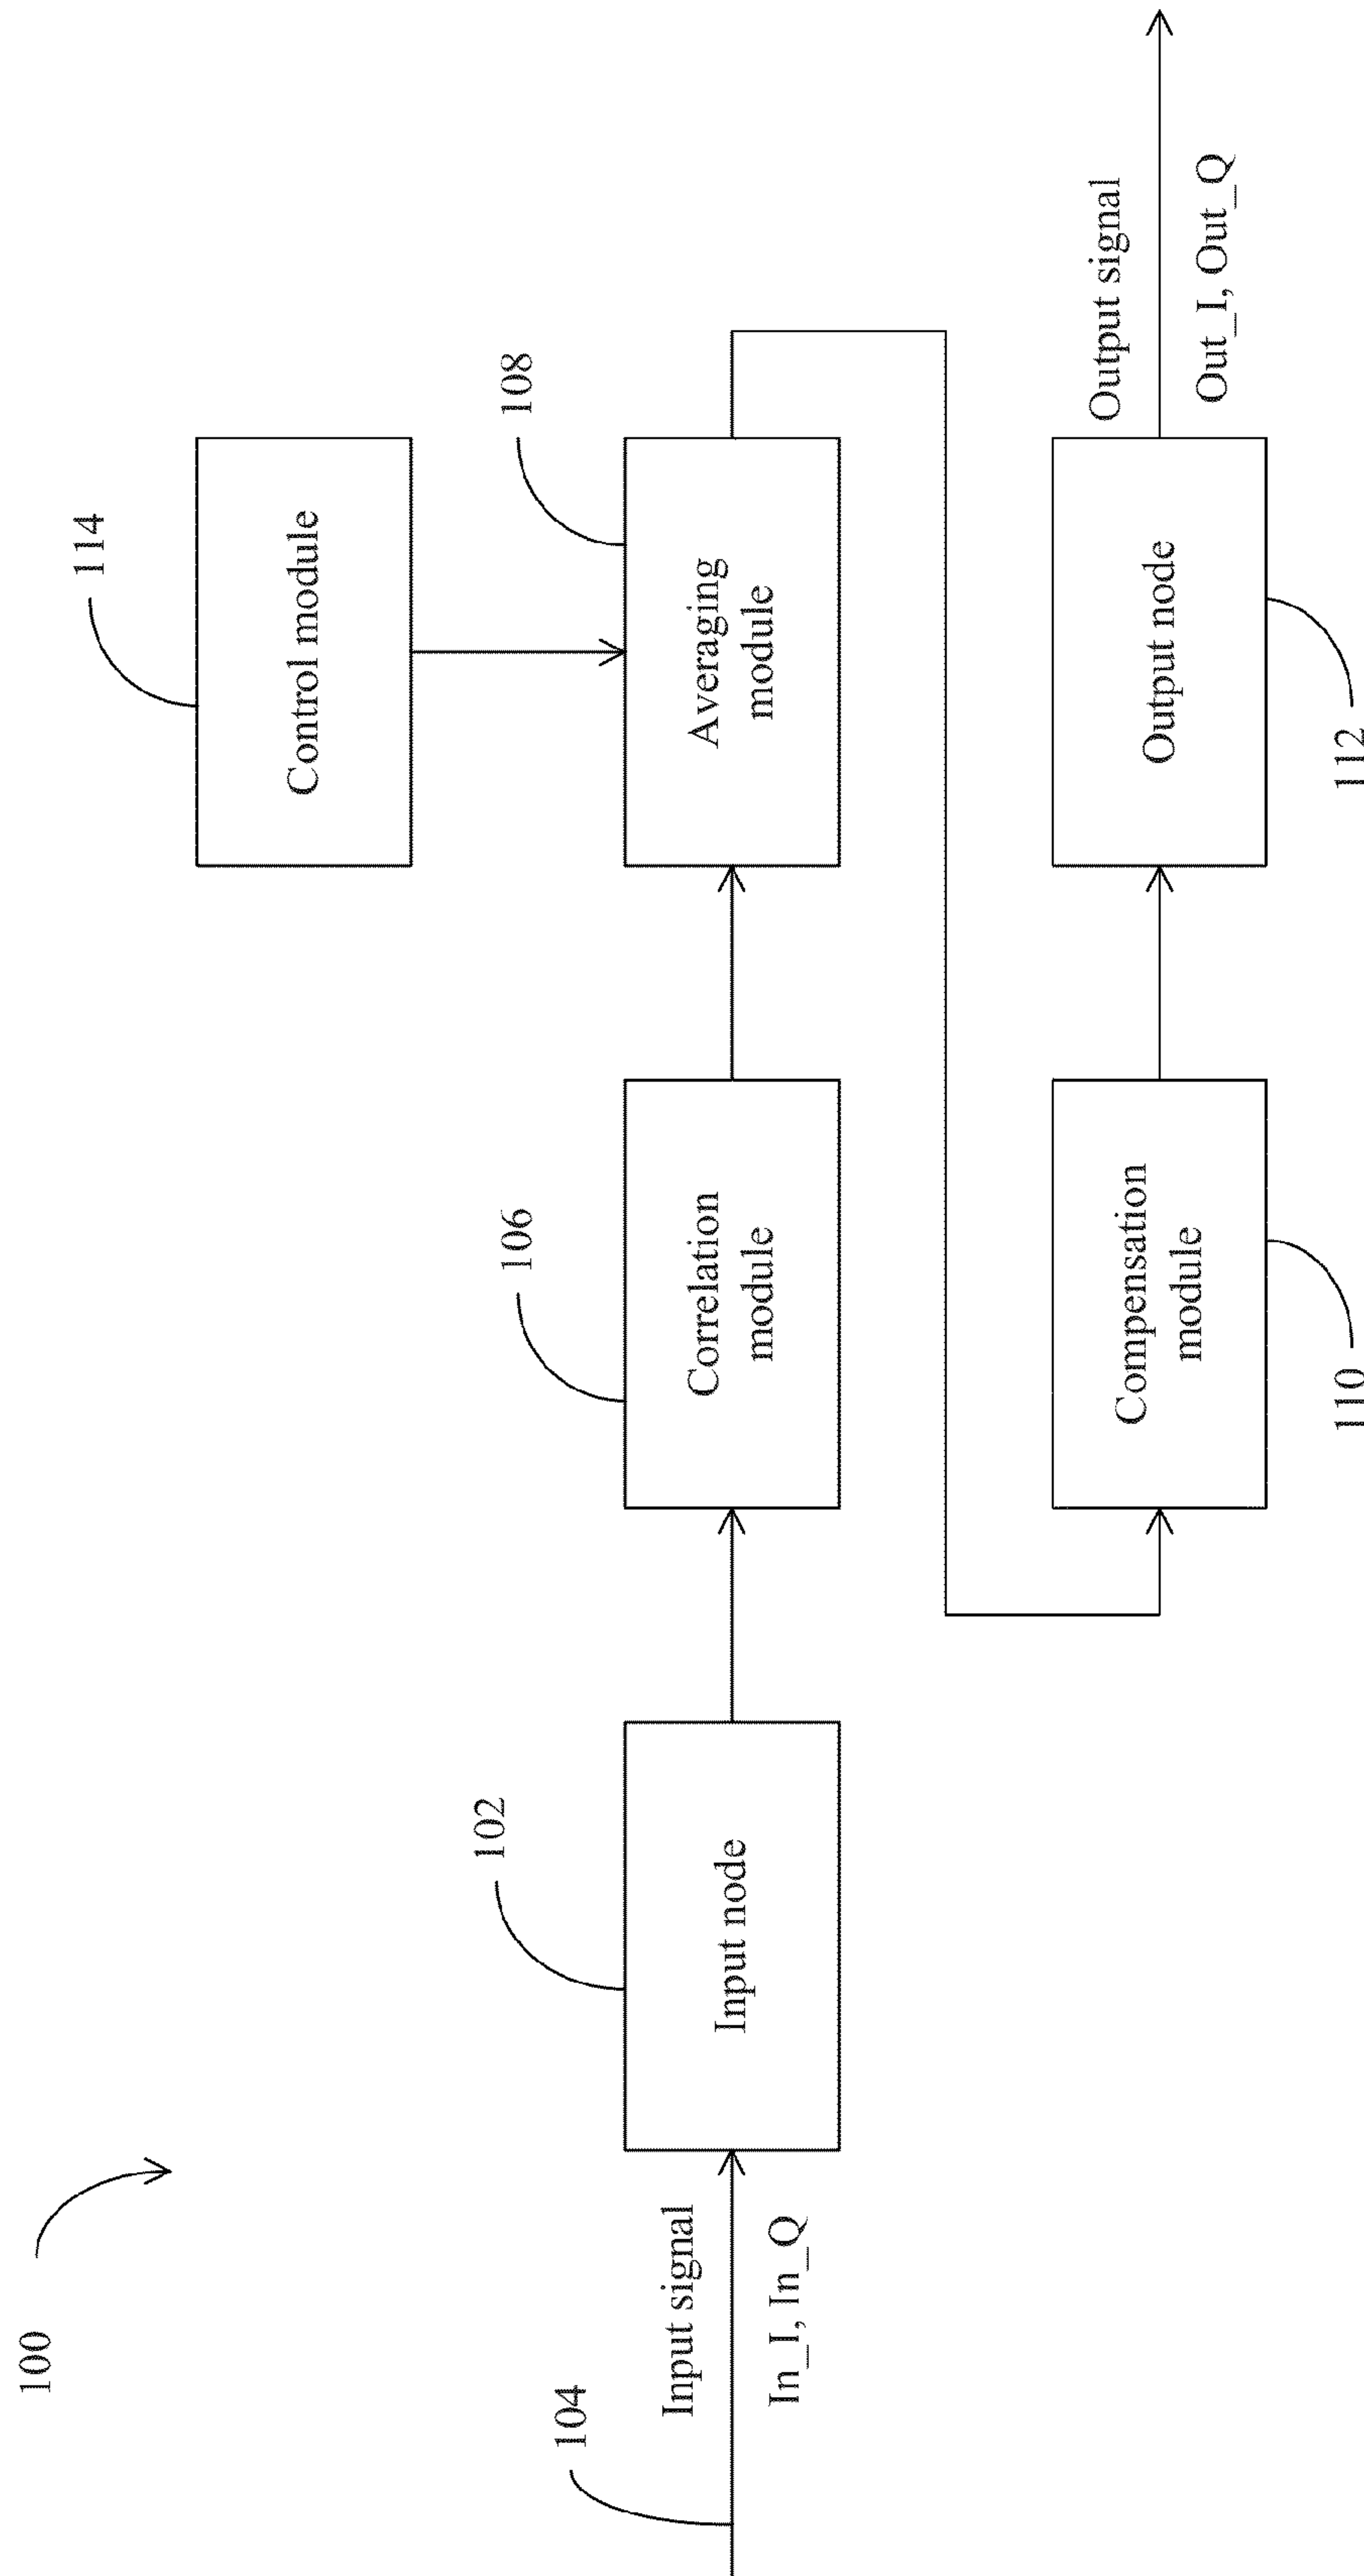 100
114
Control module
108
Averaging
module
106
Correlation
module
102
Input node
104
Input signal
In_I, In_Q
Compensation
module
110
Output node
112
Output signal
Out_I, Out_Q